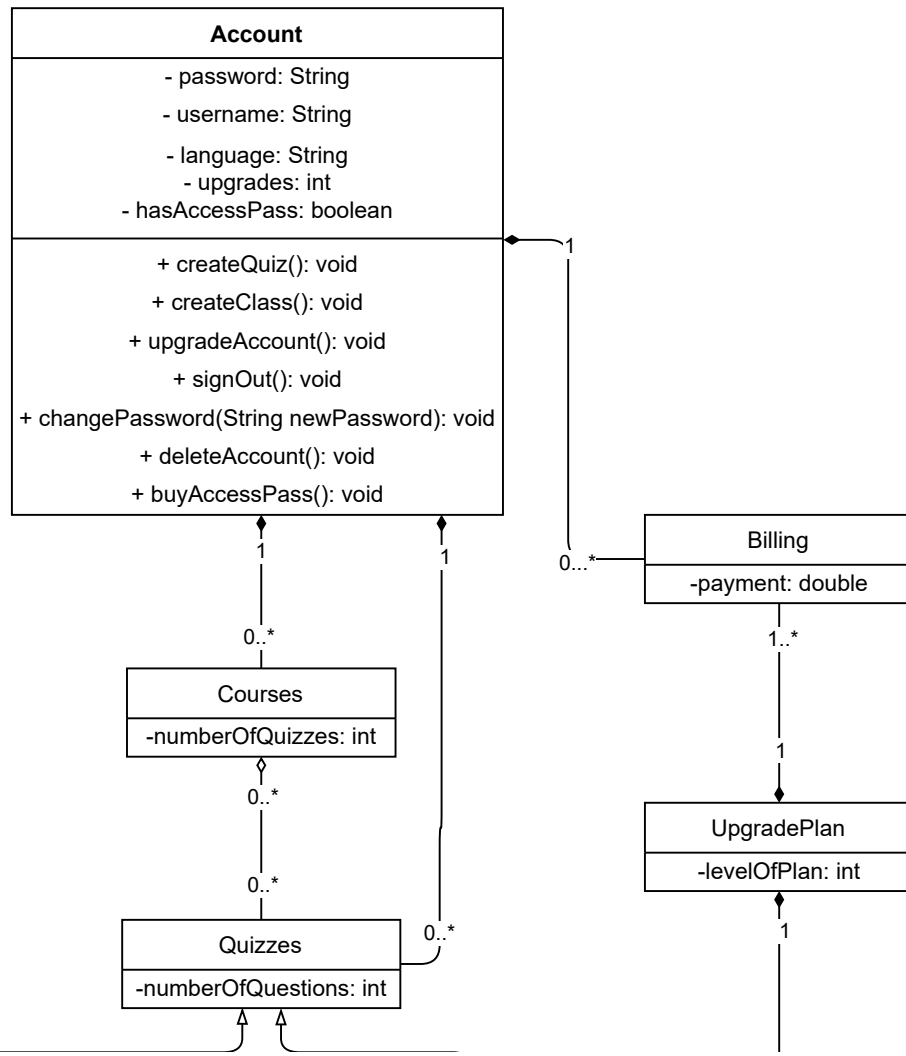 Account
- password: String
- username: String
- language: String
- upgrades: int
- hasAccessPass: boolean
+ createQuiz(): void
+ createClass(): void
+ upgradeAccount(): void
+ signOut(): void
+ changePassword(String newPassword): void
+ deleteAccount(): void
+ buyAccessPass(): void
1
1
1
0...*
Billing
-payment: double
1..*
0..*
Courses
-numberOfQuizzes: int
0..*
1
UpgradePlan
-levelOfPlan: int
1
0..*
0..*
Quizzes
-numberOfQuestions: int